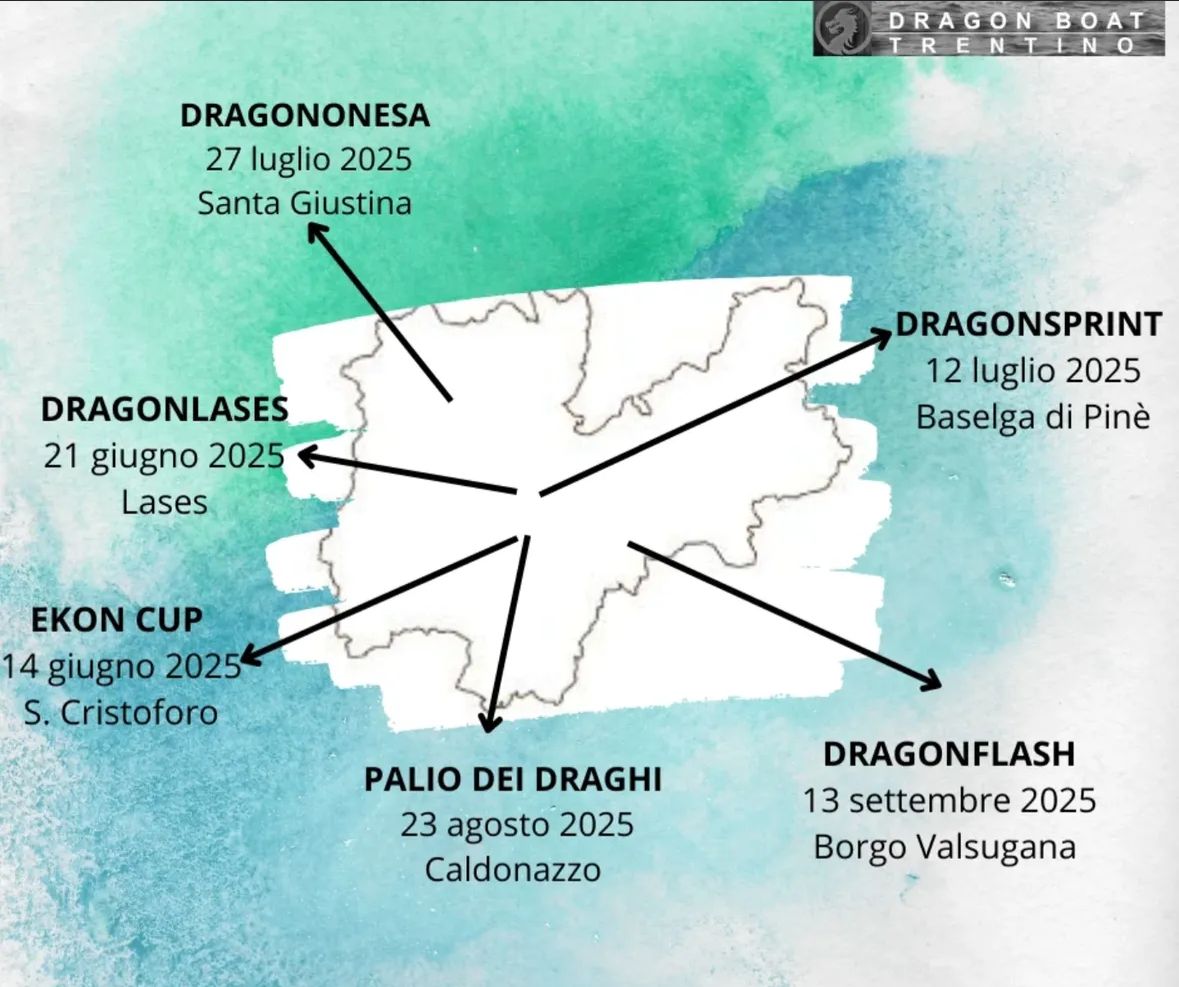 DRAGON BOAT
TRENTINO
DRAGONONESA
27 luglio 2025
Santa Giustina
DRAGONSPRINT
12 luglio 2025
Baselga di Pinè
DRAGONLASES
21 giugno 2025
Lases
EKON CUP
14 giugno 2025
S. Cristoforo
PALIO DEI DRAGHI
23 agosto 2025
Caldonazzo
DRAGONFLASH
13 settembre 2025
Borgo Valsugana